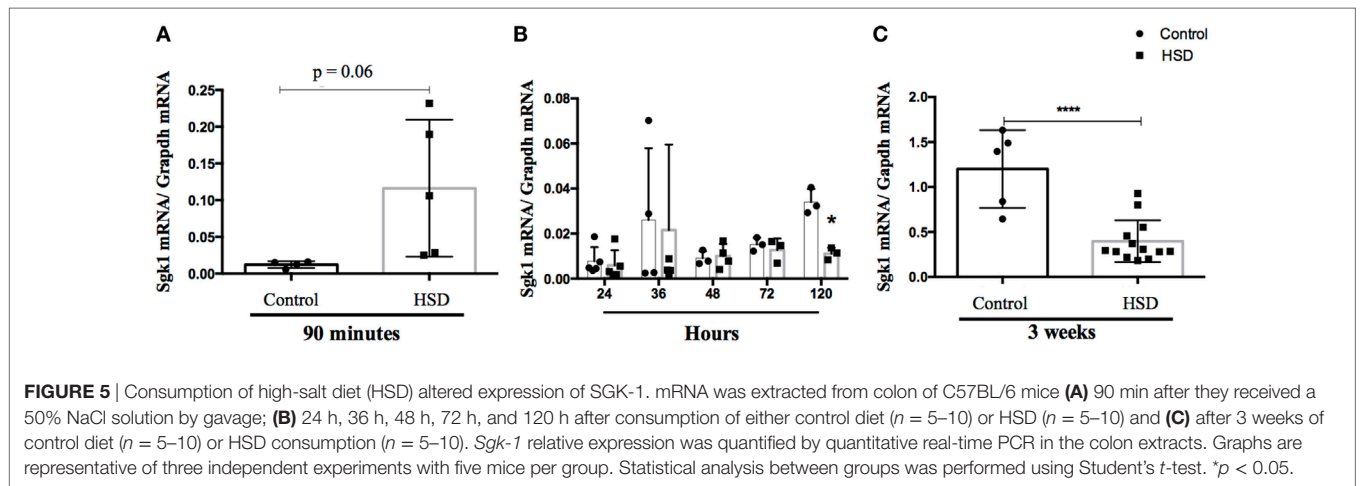 A
p = 0.06
Sgk1 mRNA/ Grapdh mRNA
0.25
0.20
0.15
0.10
0.05
0.00
Control
HSD
90 minutes
B
Sgk1 mRNA/ Grapdh mRNA
0.08
0.06
0.04
0.02
0.00
*
24
36
48
72
120
Hours
C
Control
HSD
Sgk1 mRNA/ Gapdh mRNA
2.0
1.5
1.0
0.5
0.0
****
Control
HSD
3 weeks
FIGURE 5 | Consumption of high-salt diet (HSD) altered expression of SGK-1. mRNA was extracted from colon of C57BL/6 mice (A) 90 min after they received a
50% NaCl solution by gavage; (B) 24 h, 36 h, 48 h, 72 h, and 120 h after consumption of either control diet (n = 5–10) or HSD (n = 5–10) and (C) after 3 weeks of
control diet (n = 5–10) or HSD consumption (n = 5–10). Sgk-1 relative expression was quantified by quantitative real-time PCR in the colon extracts. Graphs are
representative of three independent experiments with five mice per group. Statistical analysis between groups was performed using Student’s t-test. *p < 0.05.